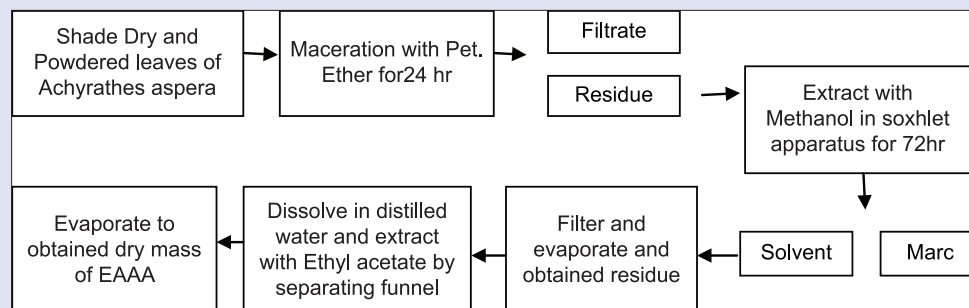 Shade Dry and
Powdered leaves of
Achyrathes aspera
Maceration with Pet.
Ether for24 hr
Filtrate
Residue
Extract with
Methanol in soxhlet
apparatus for 72hr
Solvent
Marc
Filter and
evaporate and
obtained residue
Dissolve in distilled
water and extract
with Ethyl acetate by
separating funnel
Evaporate to
obtained dry mass
of EAAA